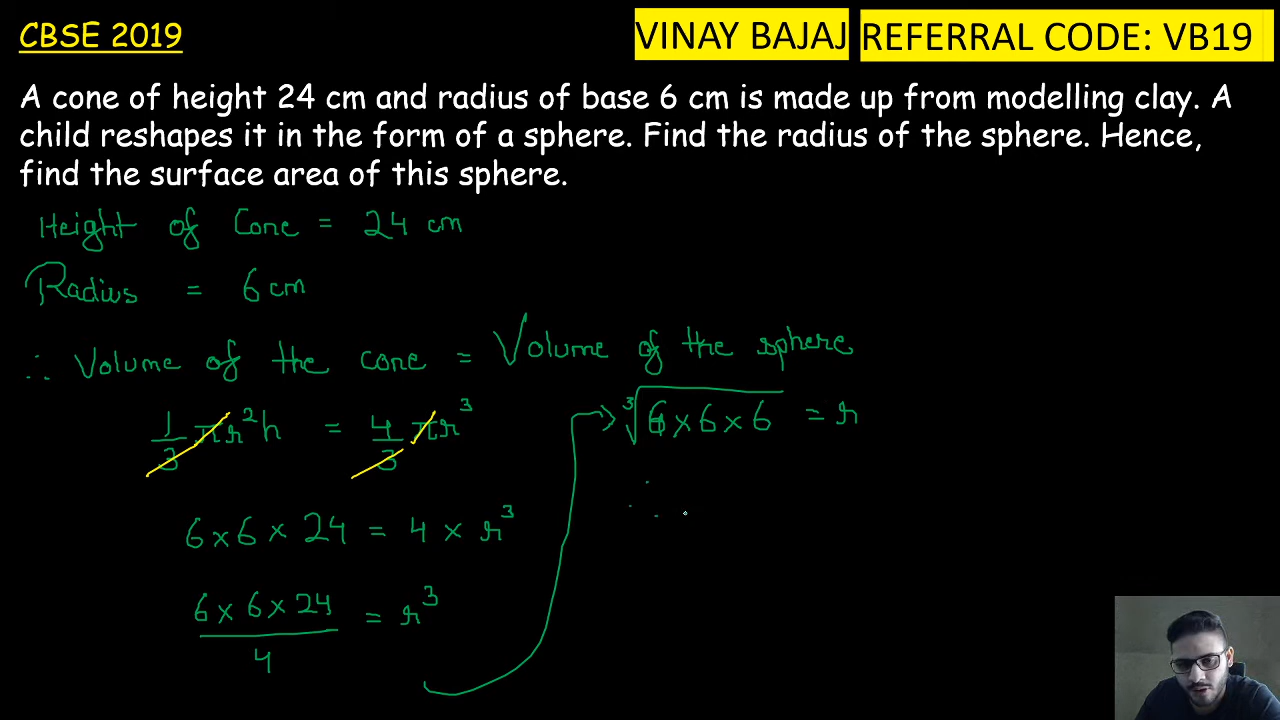 CBSE 2019
VINAY BAJAJ
REFERRAL CODE: VB19
A cone of height 24 cm and radius of base 6 cm is made up from modelling clay. A
child reshapes it in the form of a sphere. Find the radius of the sphere. Hence,
find the surface area of this sphere.
Height of Cone = 24 cm
Radius = 6 cm
∴ Volume of the cone = Volume of the sphere
1/3 πr²h = 4/3 πr³
6 × 6 × 24 = 4 × r³
6 × 6 × 24 / 4 = r³
∛6×6×6 = r
∴